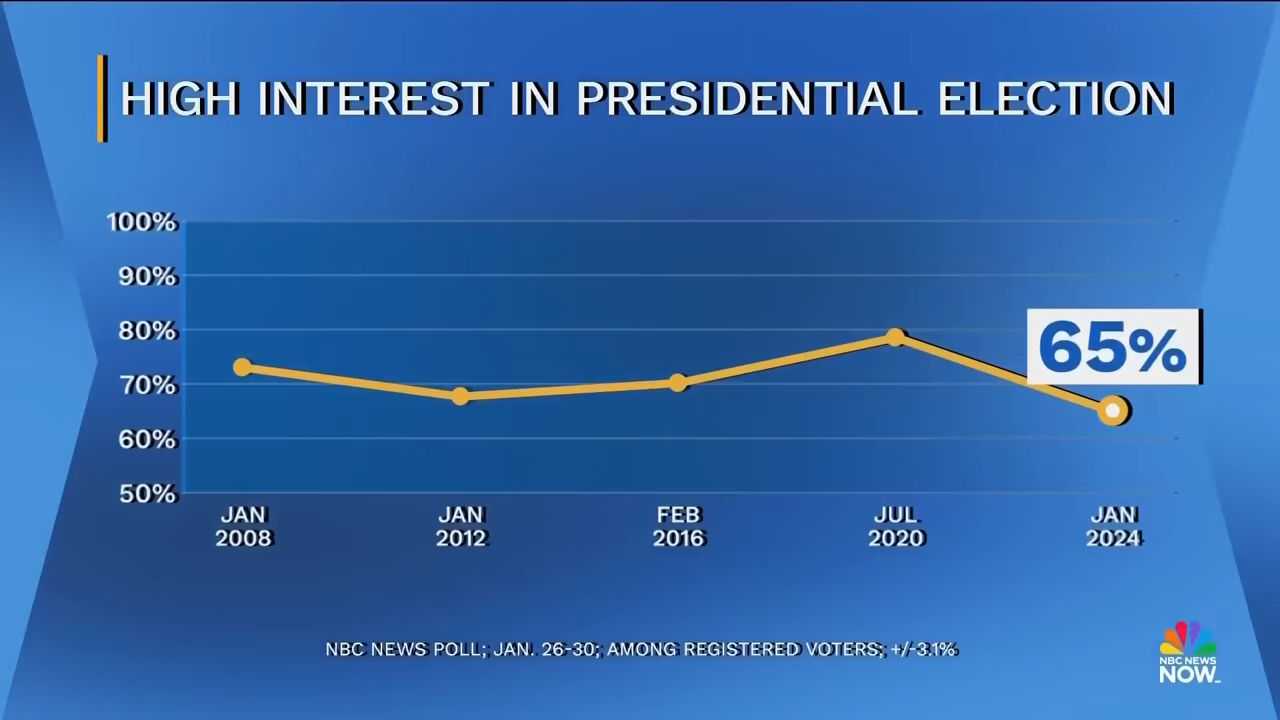 HIGH INTEREST IN PRESIDENTIAL ELECTION
100%
90%
80%
65%
70%
60%
50%
JAN JAN FEB JUL JAN
2008 2012 2016 2020 2024
NBC NEWS POLL; JAN. 26-30; AMONG REGISTERED VOTERS; +/-3.1%
NBC NEWS
NOW_